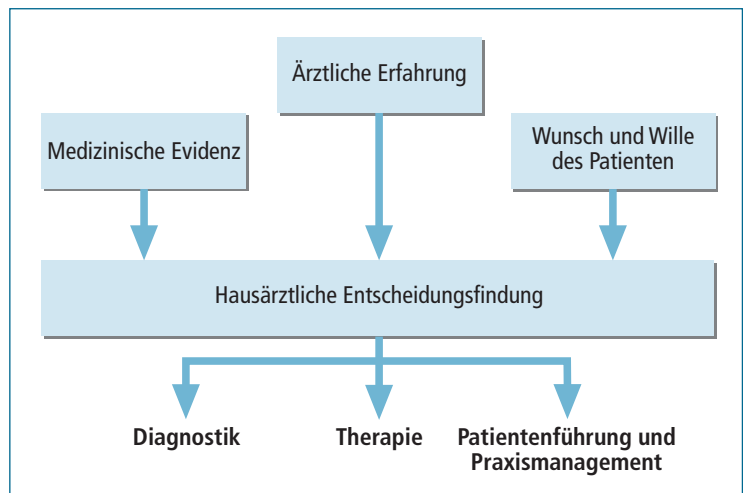 Ärztliche Erfahrung
Medizinische Evidenz
Wunsch und Wille
des Patienten
Hausärztliche Entscheidungsfindung
Diagnostik
Therapie
Patientenführung und
Praxismanagement